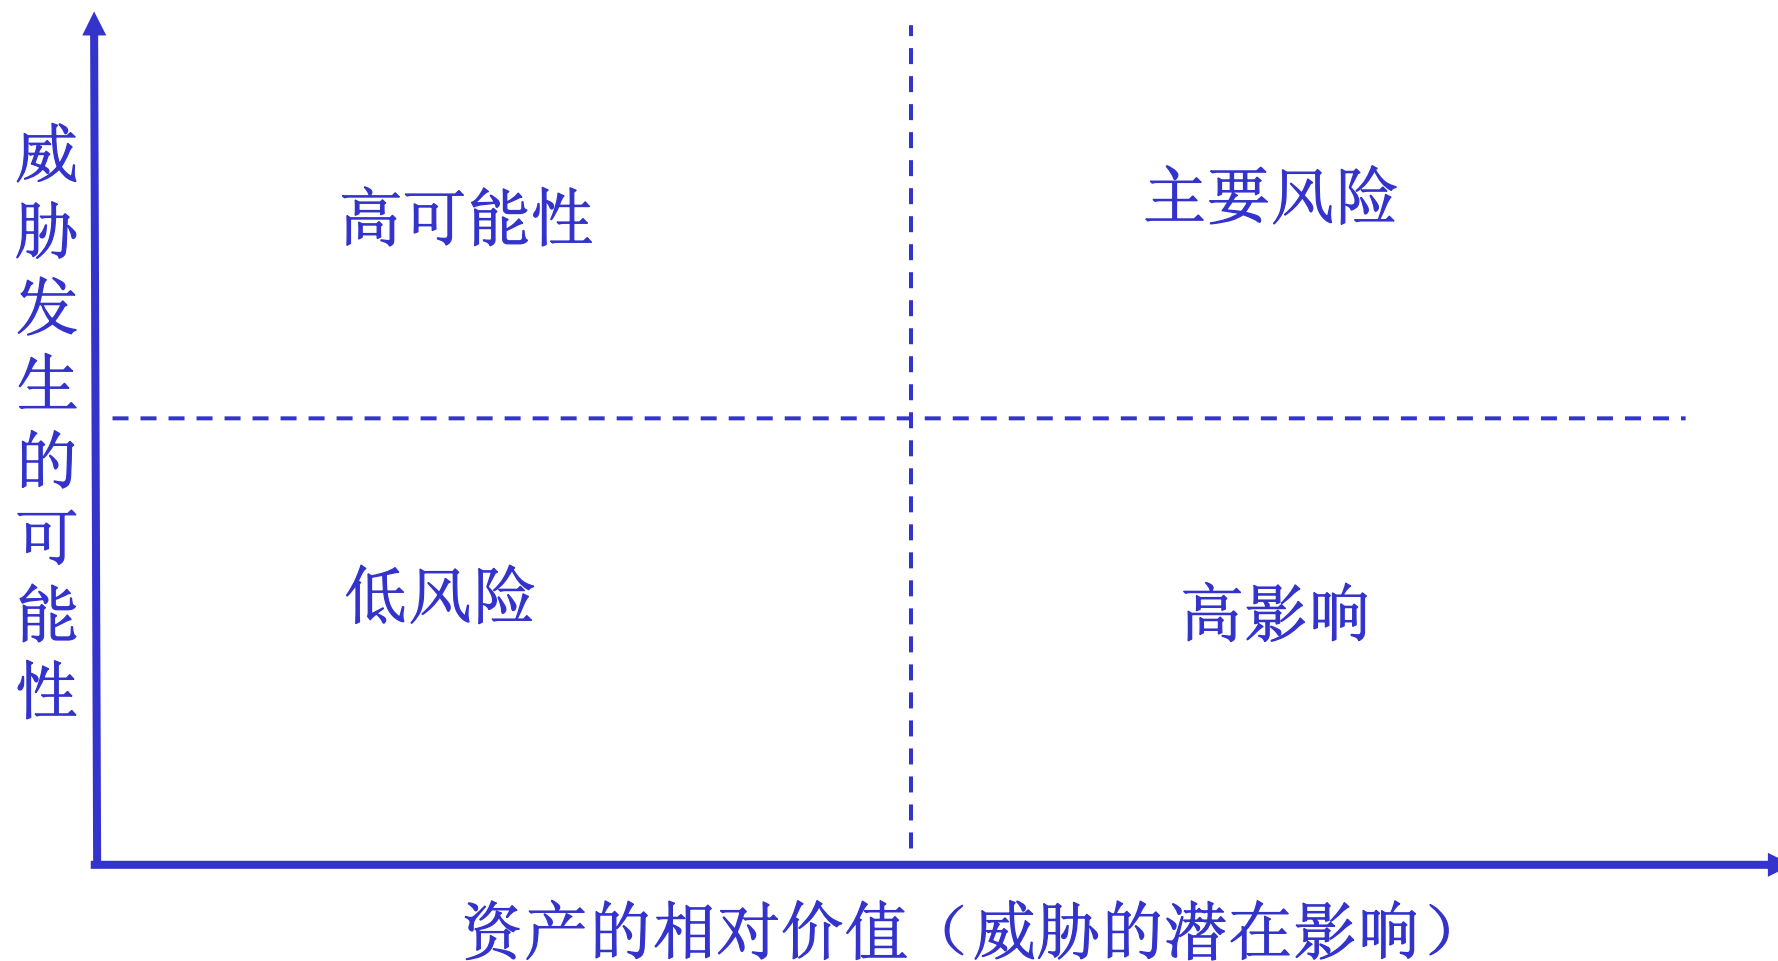 威胁发生的可能性
高可能性
主要风险
低风险
高影响
资产的相对价值（威胁的潜在影响）